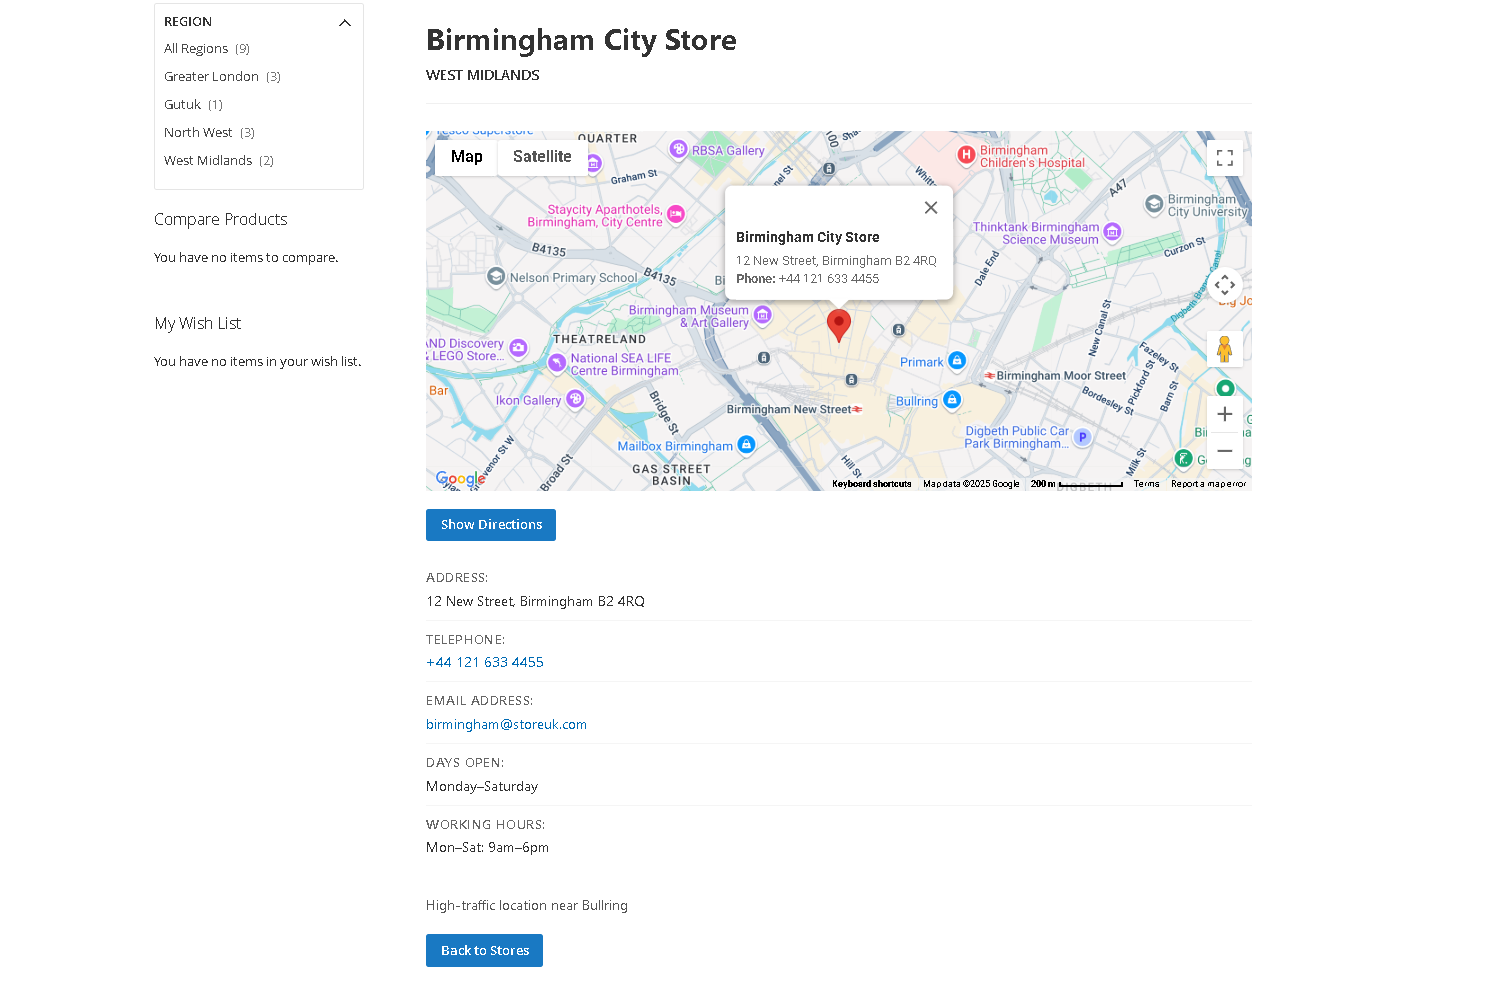 REGION
All Regions (9)
Greater London (3)
Gutuk (1)
North West (3)
West Midlands (2)
Compare Products
You have no items to compare.
My Wish List
You have no items in your wish list.
Birmingham City Store
WEST MIDLANDS
Tesco Superstore
QUARTER
Map
Satellite
RBSA Gallery
Graham St
Birmingham
Children's Hospital
A47
Birmingham
City University
Staycity Aparthotels,
Birmingham, City Centre
Thinktank Birmingham
Science Museum
Curzon St
B4135
B4135
Dale End
Nelson Primary School
Birmingham City Store
12 New Street, Birmingham B2 4RQ
Phone: +44 121 633 4455
Birmingham Museum
& Art Gallery
THEATRELAND
AND Discovery
& LEGO Store...
National SEA LIFE
Centre Birmingham
New Canal St
Fazeley St
Primark
Birmingham Moor Street
Pickford St
Barn St
Bordesley St
Bar
Ikon Gallery
Bridge St
Birmingham New Street
Bullring
Digbeth Public Car
Park Birmingham...
P
Mailbox Birmingham
GAS STREET
BASIN
Broad St
Hill St
Milk St
Google
Keyboard shortcuts
Map data ©2025 Google
200 m
Terms
Report a map error
DIGBETH
Show Directions
ADDRESS:
12 New Street, Birmingham B2 4RQ
TELEPHONE:
+44 121 633 4455
EMAIL ADDRESS:
birmingham@storeuk.com
DAYS OPEN:
Monday–Saturday
WORKING HOURS:
Mon–Sat: 9am–6pm
High-traffic location near Bullring
Back to Stores